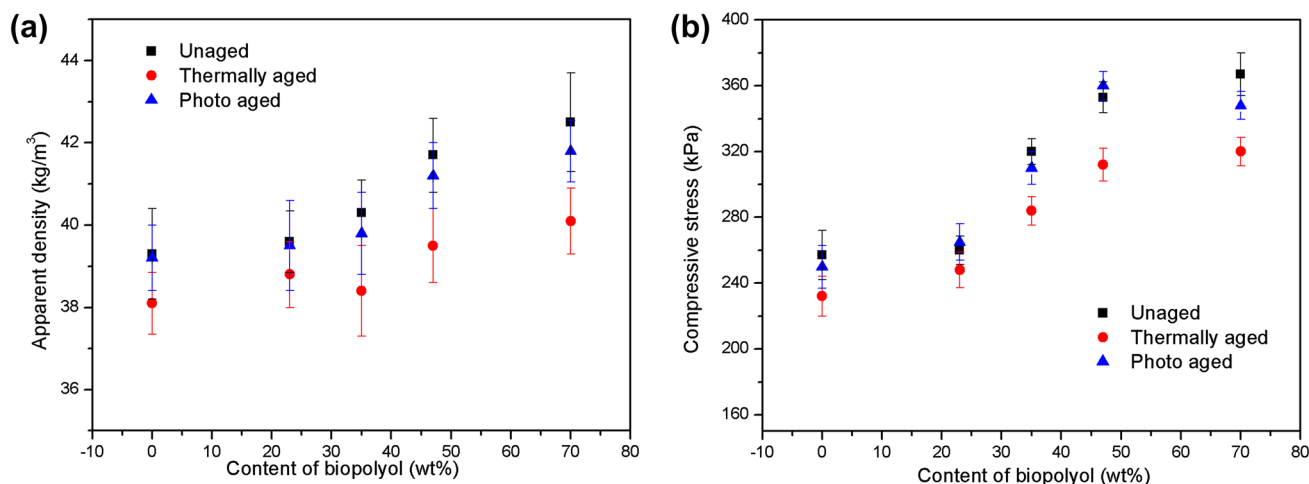 (a)
Unaged
Thermally aged
Photo aged
Apparent density (kg/m³)
44
42
40
38
36
-10 0 10 20 30 40 50 60 70 80
Content of biopolyol (wt%)
(b)
Compressive stress (kPa)
400
360
320
280
240
200
160
Unaged
Thermally aged
Photo aged
-10 0 10 20 30 40 50 60 70 80
Content of biopolyol (wt%)